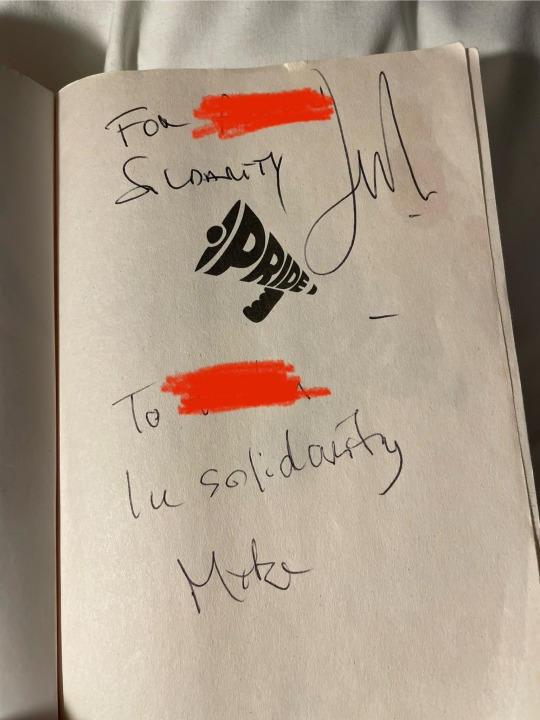 For
SOLIDARITY
PRIDE
To
In solidarity
Mike